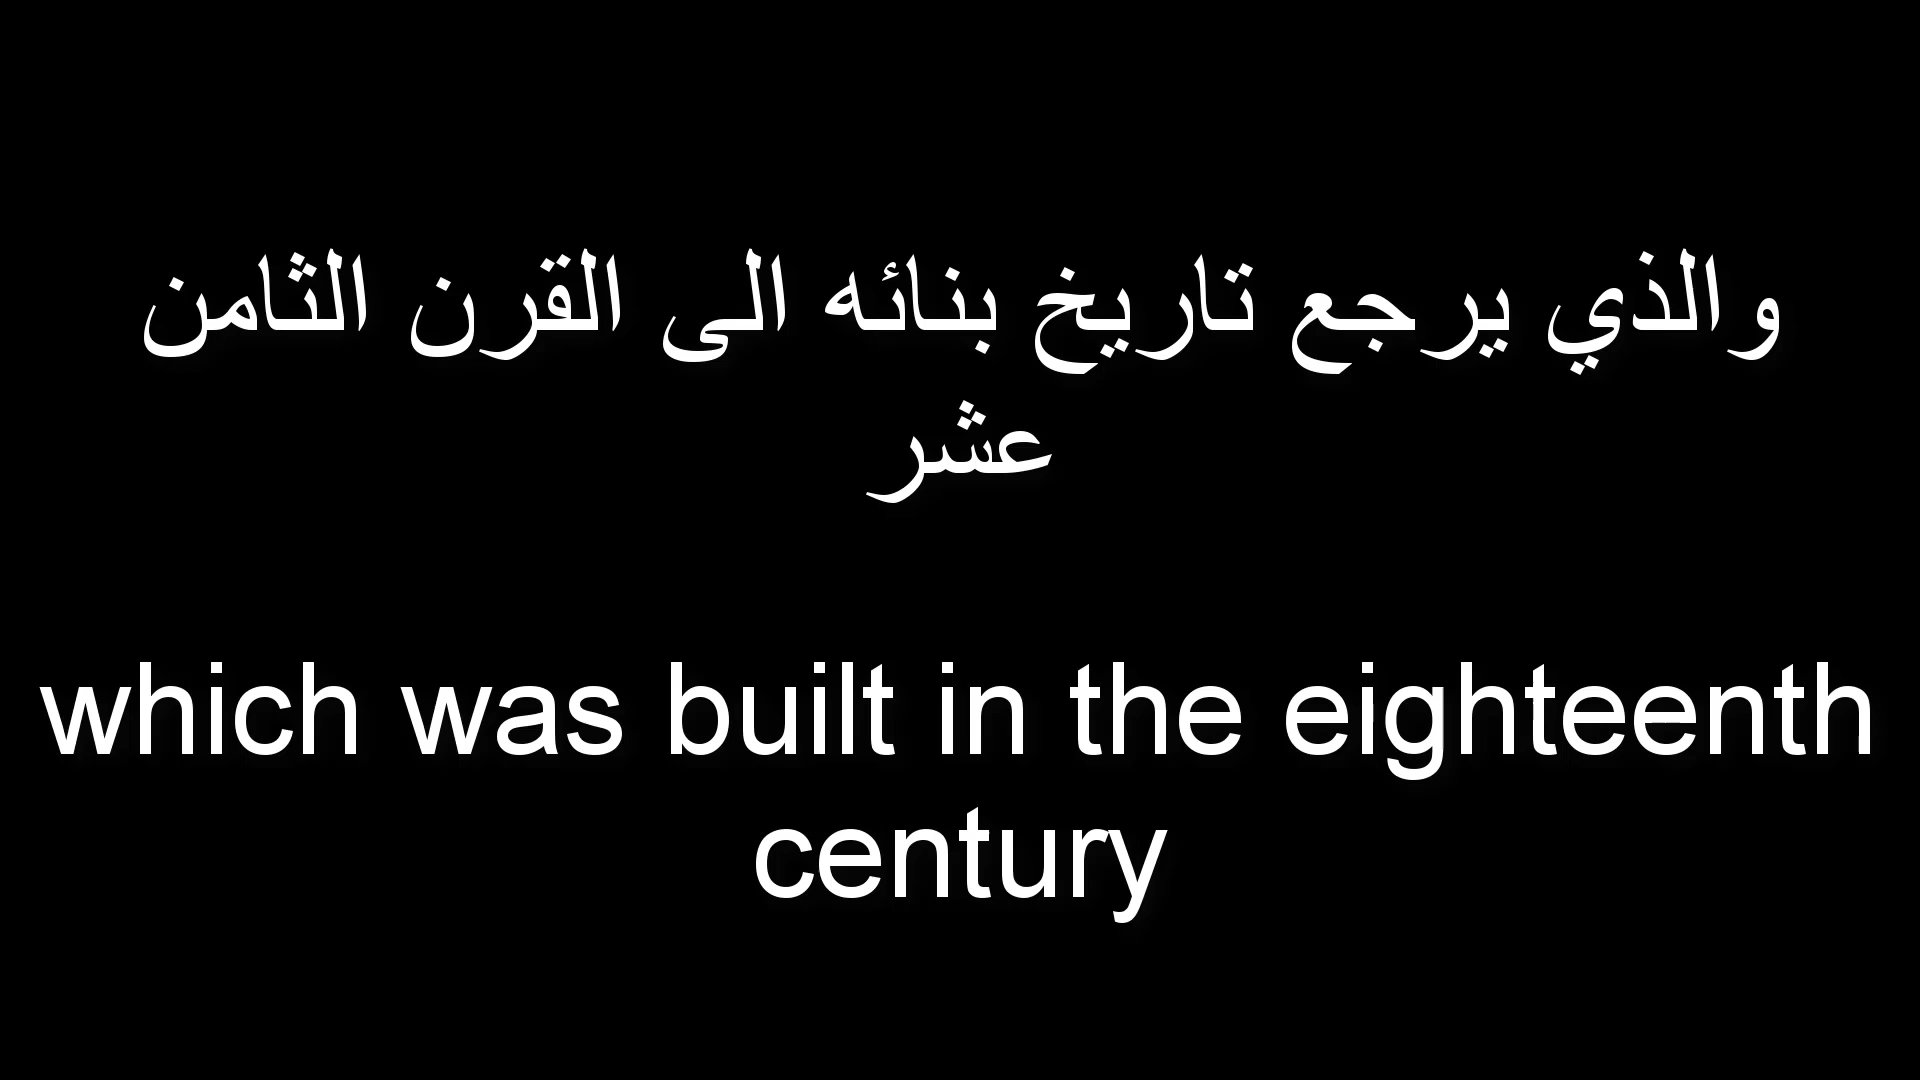 والذي يرجع تاريخ بنائه الى القرن الثامن
عشر
which was built in the eighteenth
century